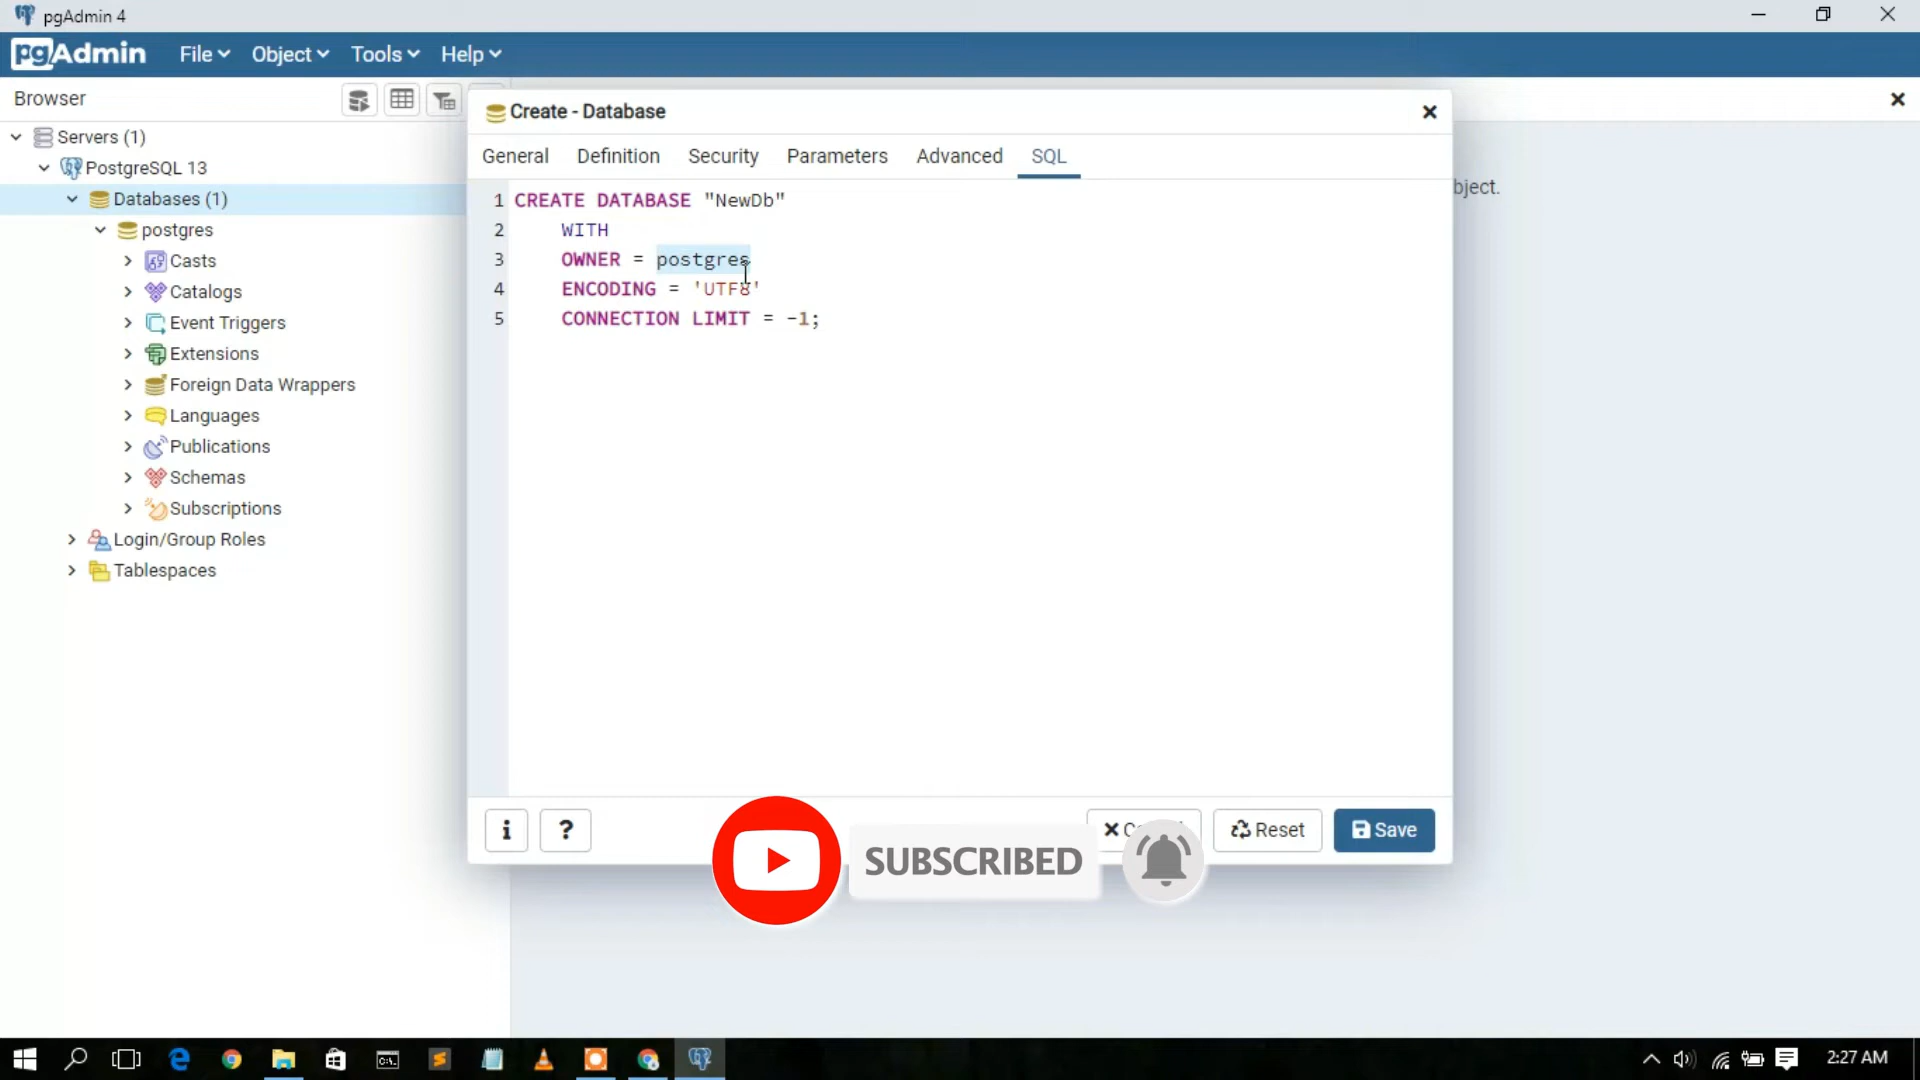 pgAdmin 4
pgAdmin File Object Tools Help
Browser
Servers (1)
PostgreSQL 13
Databases (1)
postgres
Casts
Catalogs
Event Triggers
Extensions
Foreign Data Wrappers
Languages
Publications
Schemas
Subscriptions
Login/Group Roles
Tablespaces
Create - Database
General Definition Security Parameters Advanced SQL
1 CREATE DATABASE "NewDb"
2 WITH
3 OWNER = postgres
4 ENCODING = 'UTF8'
5 CONNECTION LIMIT = -1;
bject.
i ? Reset Save
SUBSCRIBED
2:27 AM